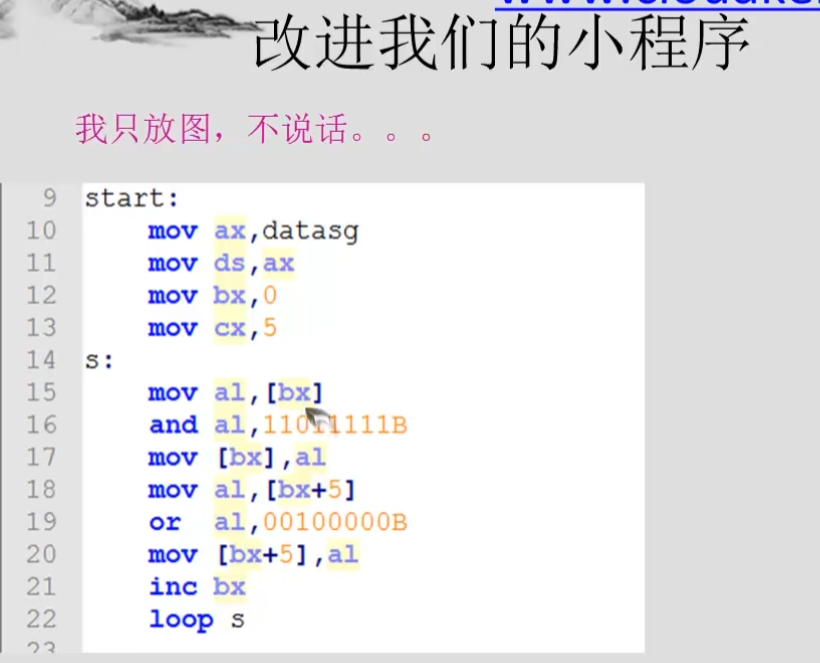 改进我们的小程序
我只放图，不说话。。。
9 start:
10 mov ax,datasg
11 mov ds,ax
12 mov bx,0
13 mov cx,5
14 s:
15 mov al,[bx]
16 and al,11011111B
17 mov [bx],al
18 mov al,[bx+5]
19 or al,00100000B
20 mov [bx+5],al
21 inc bx
22 loop s
23